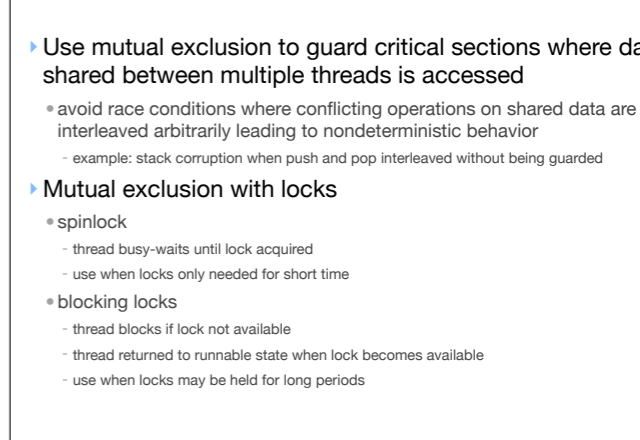 Use mutual exclusion to guard critical sections where
shared between multiple threads is accessed
avoid race conditions where conflicting operations on shared data are
interleaved arbitrarily leading to nondeterministic behavior
- example: stack corruption when push and pop interleaved without being guarded
Mutual exclusion with locks
spinlock
- thread busy-waits until lock acquired
- use when locks only needed for short time
blocking locks
- thread blocks if lock not available
- thread returned to runnable state when lock becomes available
- use when locks may be held for long periods